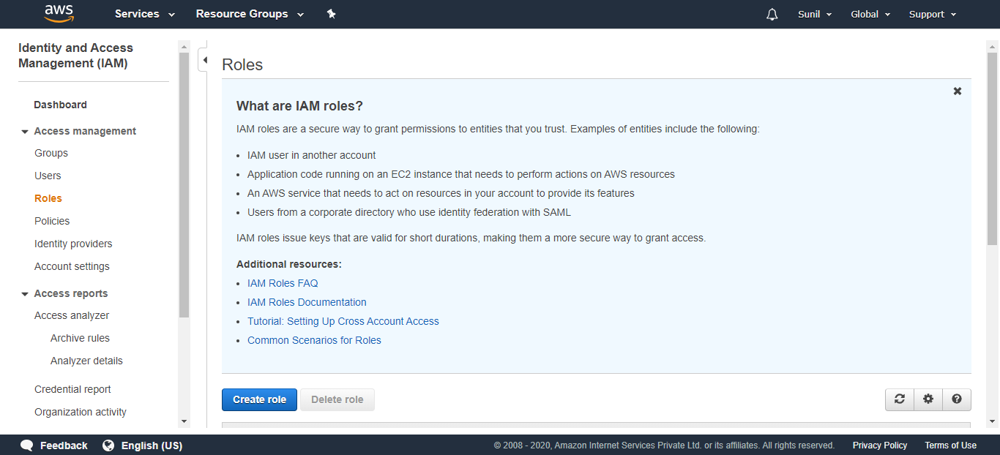 aws Services Resource Groups Sunil Global Support
Identity and Access
Management (IAM)
Dashboard
Access management
Groups
Users
Roles
Policies
Identity providers
Account settings
Access reports
Access analyzer
Archive rules
Analyzer details
Credential report
Organization activity
Roles
What are IAM roles?
IAM roles are a secure way to grant permissions to entities that you trust. Examples of entities include the following:
• IAM user in another account
• Application code running on an EC2 instance that needs to perform actions on AWS resources
• An AWS service that needs to act on resources in your account to provide its features
• Users from a corporate directory who use identity federation with SAML
IAM roles issue keys that are valid for short durations, making them a more secure way to grant access.
Additional resources:
• IAM Roles FAQ
• IAM Roles Documentation
• Tutorial: Setting Up Cross Account Access
• Common Scenarios for Roles
Create role Delete role
Feedback English (US) © 2008 - 2020, Amazon Internet Services Private Ltd. or its affiliates. All rights reserved. Privacy Policy Terms of Use